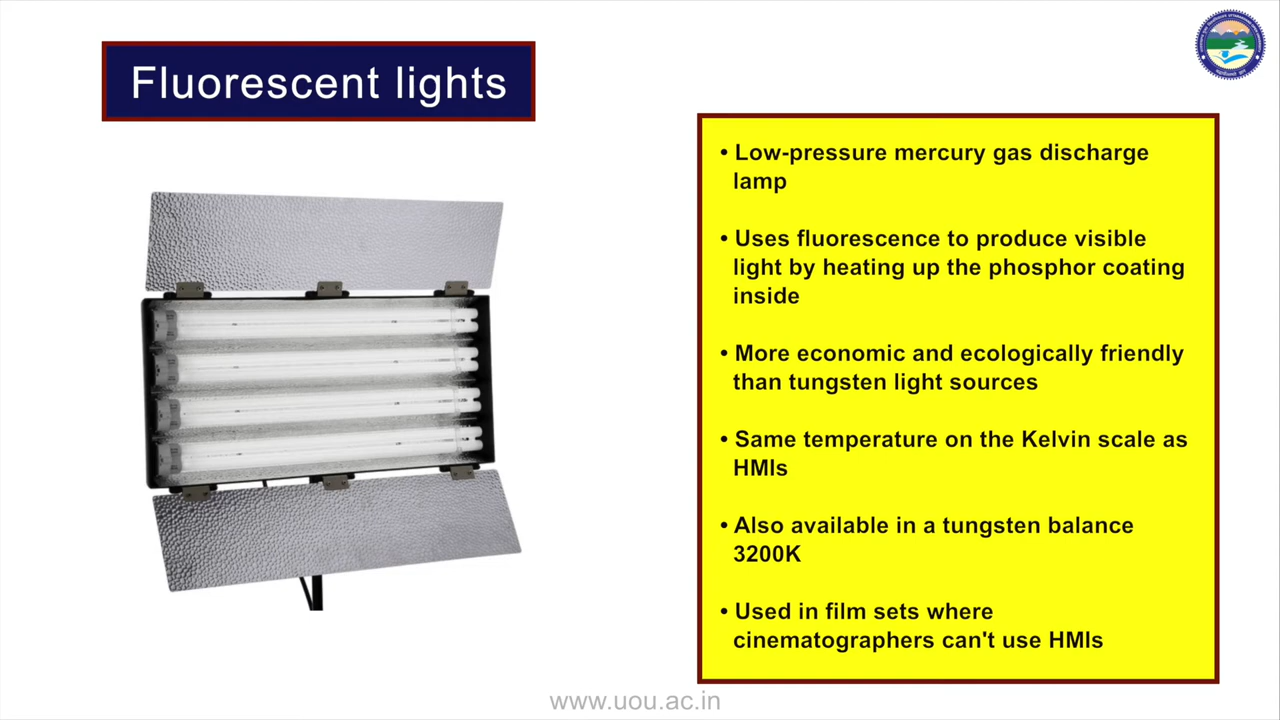 Fluorescent lights
• Low-pressure mercury gas discharge
lamp
• Uses fluorescence to produce visible
light by heating up the phosphor coating
inside
• More economic and ecologically friendly
than tungsten light sources
• Same temperature on the Kelvin scale as
HMIs
• Also available in a tungsten balance
3200K
• Used in film sets where
cinematographers can't use HMIs
www.uou.ac.in